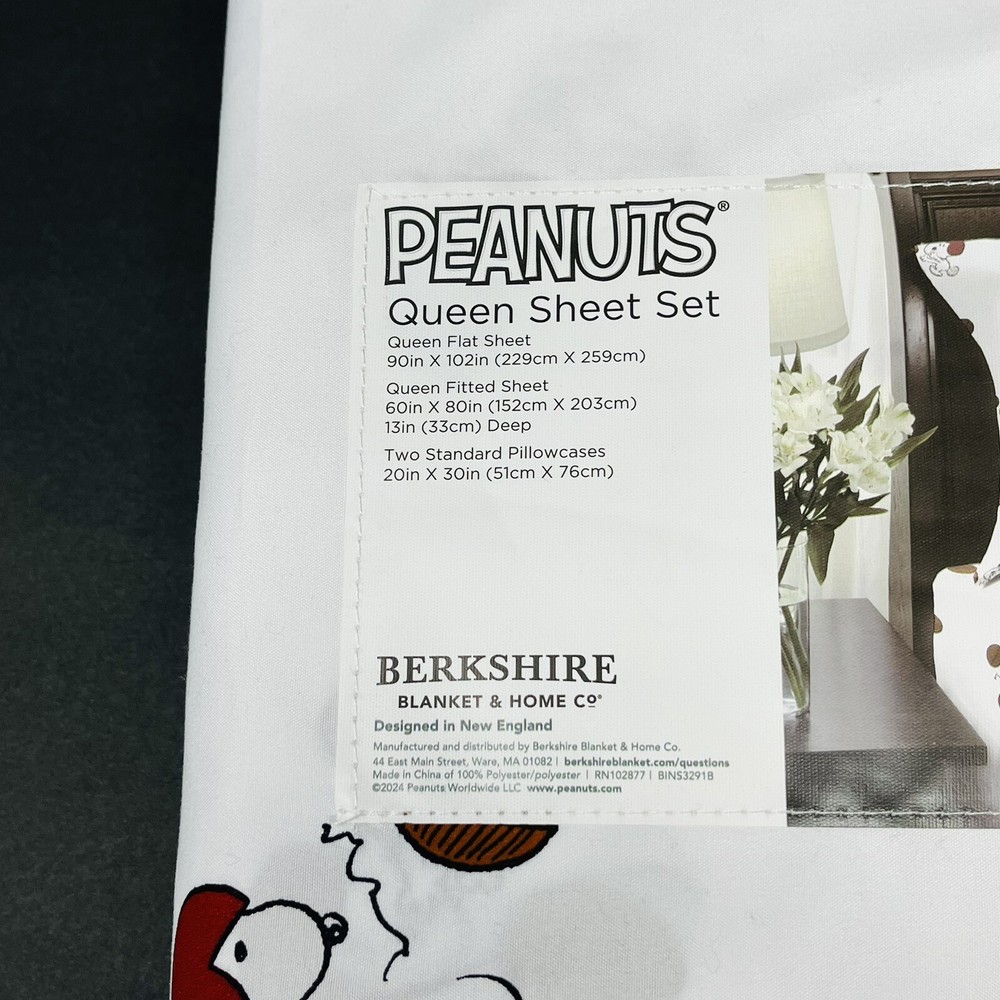 PEANUTS®
Queen Sheet Set
Queen Flat Sheet
90in X 102in (229cm X 259cm)
Queen Fitted Sheet
60in X 80in (152cm X 203cm)
13in (33cm) Deep
Two Standard Pillowcases
20in X 30in (51cm X 76cm)
BERKSHIRE
BLANKET & HOME Cº®
Designed in New England
Manufactured and distributed by Berkshire Blanket & Home Co.
44 East Main Street, Ware, MA 01082 | berkshireblanket.com/questions
Made in China of 100% Polyester/polyester | RN102877 | BINS3291B
©2024 Peanuts Worldwide LLC www.peanuts.com